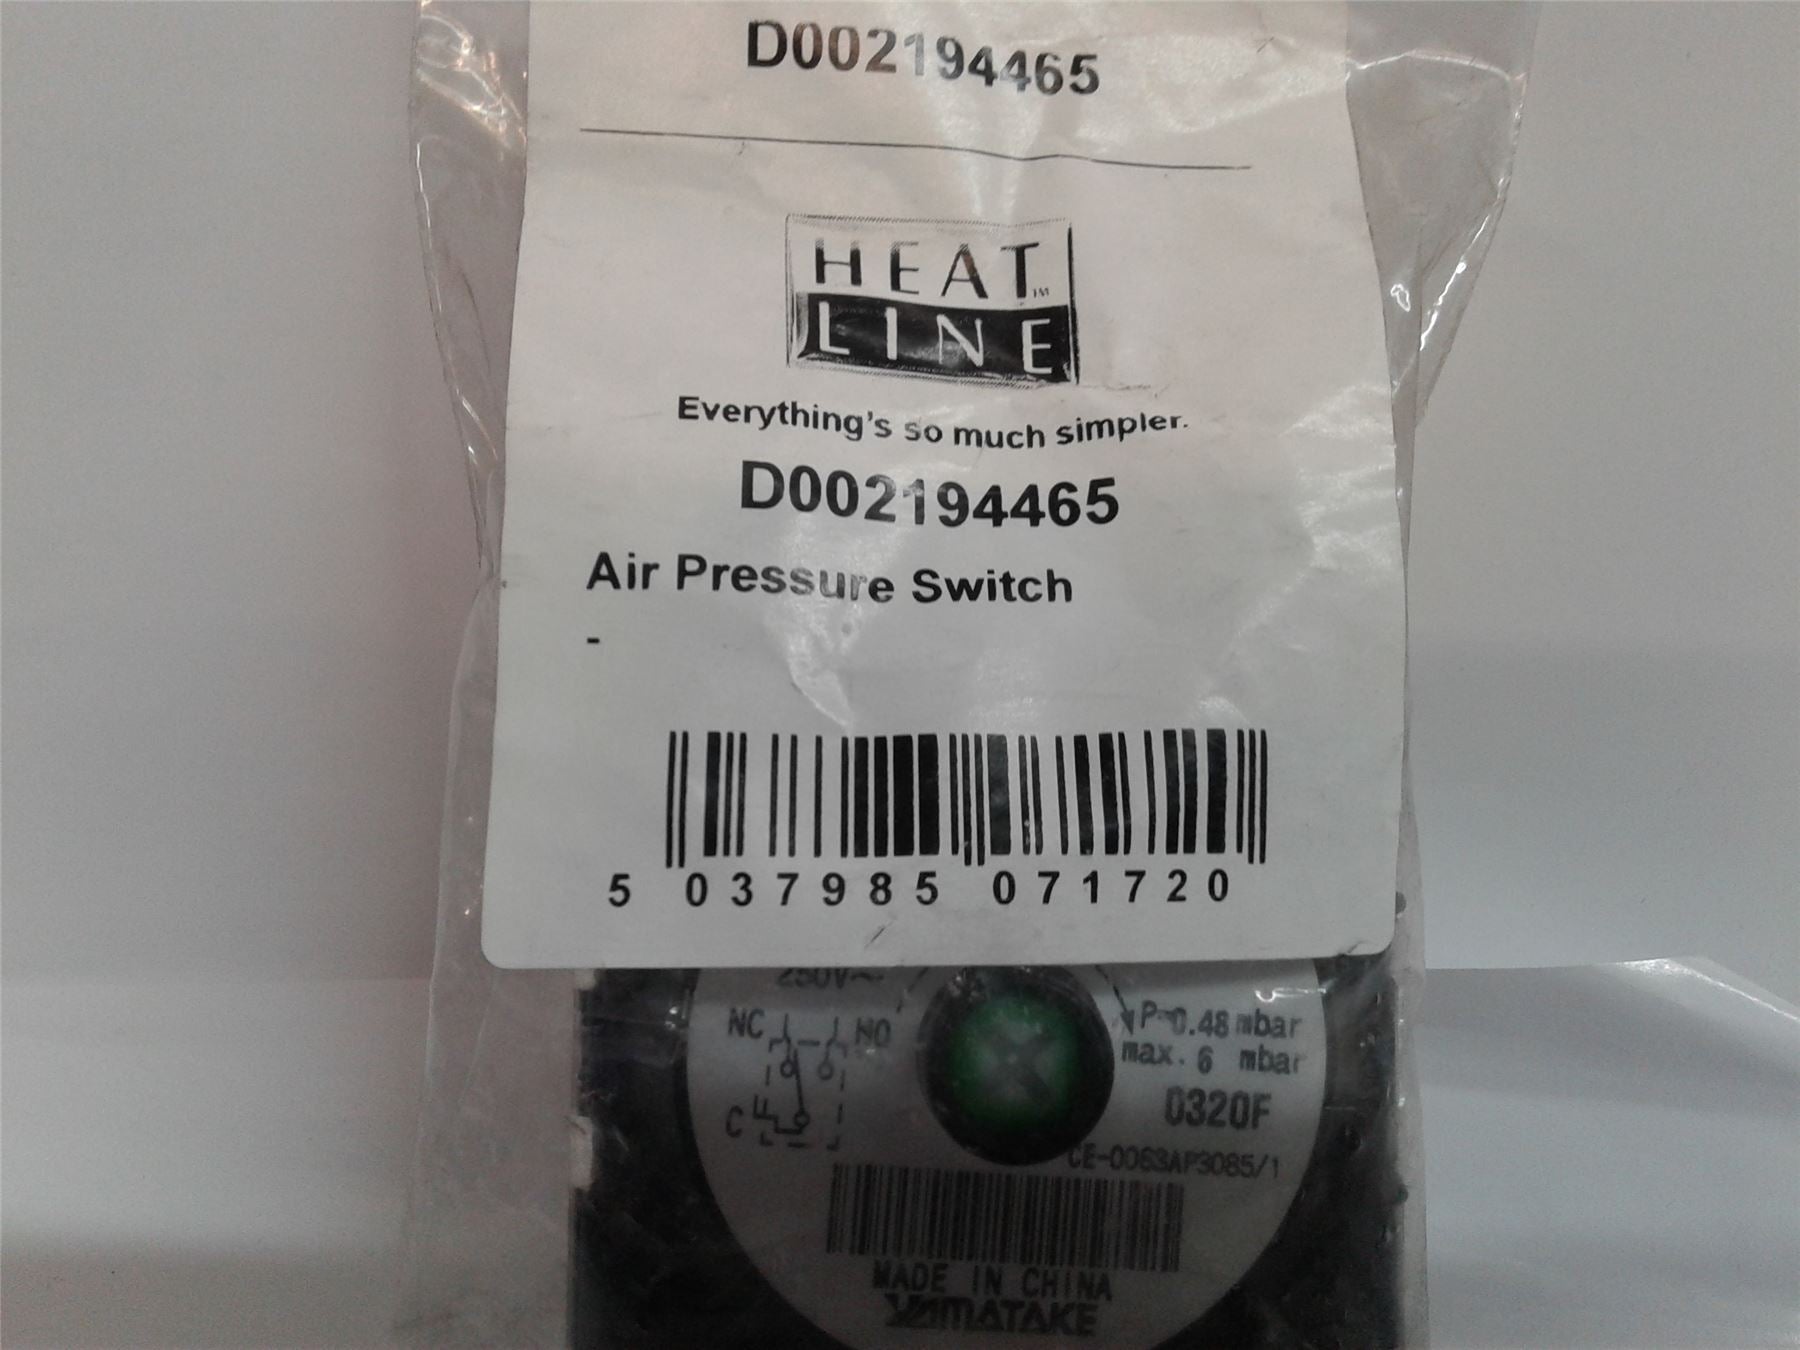 D002194465
HEAT™
LINE
Everything's so much simpler.
D002194465
Air Pressure Switch
-
5 037985 071720
250V~
NC NO
C
P=0.48 mbar
max. 6 mbar
0320F
CE-0063AP3085/1
MADE IN CHINA
YAMATAKE